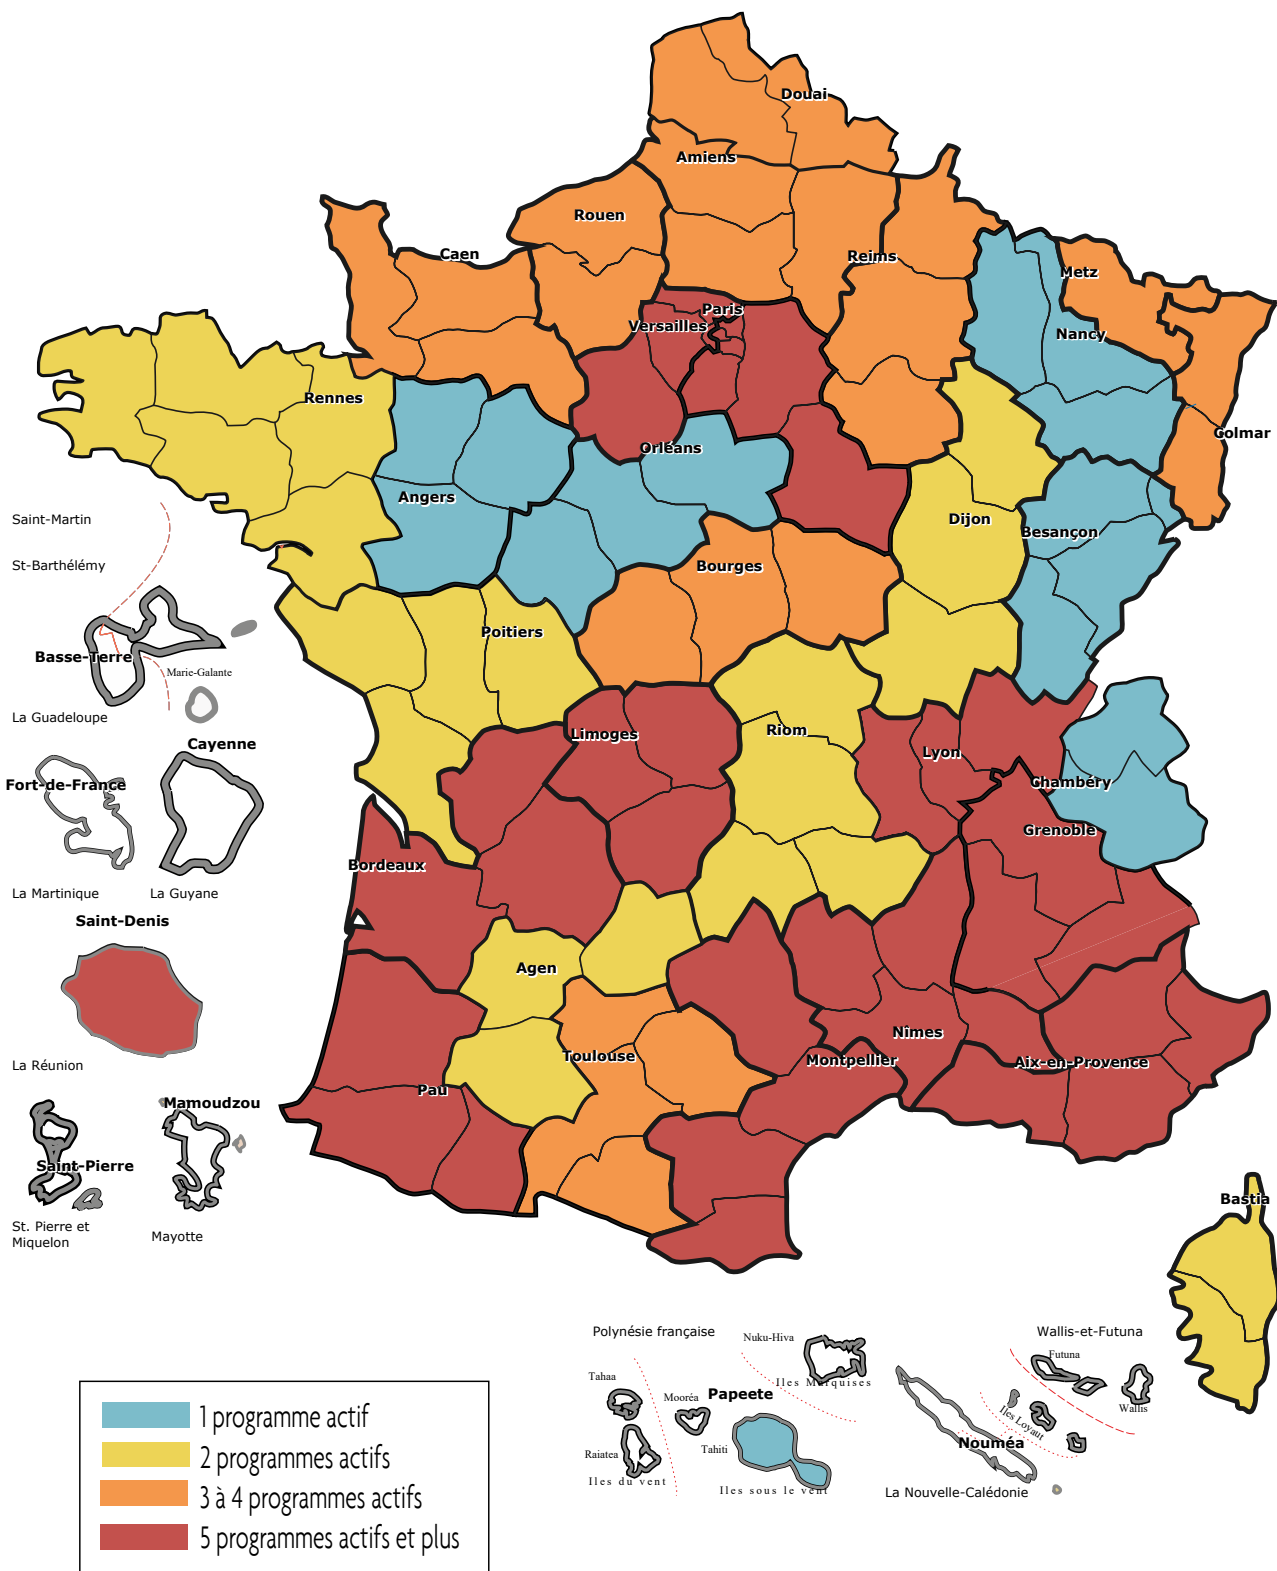 Douai
Amiens
Rouen
Caen
Reims
Metz
Paris
Versailles
Nancy
Rennes
Colmar
Orléans
Angers
Saint-Martin
Dijon
Besançon
St-Barthélémy
Bourges
Poitiers
Basse-Terre
Marie-Galante
La Guadeloupe
Limoges
Riom
Lyon
Cayenne
Chambéry
Fort-de-France
Grenoble
Bordeaux
La Martinique
La Guyane
Saint-Denis
Agen
Nîmes
Toulouse
Montpellier
Aix-en-Provence
La Réunion
Pau
Mamoudzou
Saint-Pierre
Bastia
St. Pierre et
Miquelon
Mayotte
Polynésie française
Nuku-Hiva
Wallis-et-Futuna
Futuna
Tahaa
Iles Marquises
Mooréa
Papeete
Wallis
Iles Loyaut
Nouméa
Raiatea
Tahiti
Iles du vent
Iles sous le vent
La Nouvelle-Calédonie
1 programme actif
2 programmes actifs
3 à 4 programmes actifs
5 programmes actifs et plus